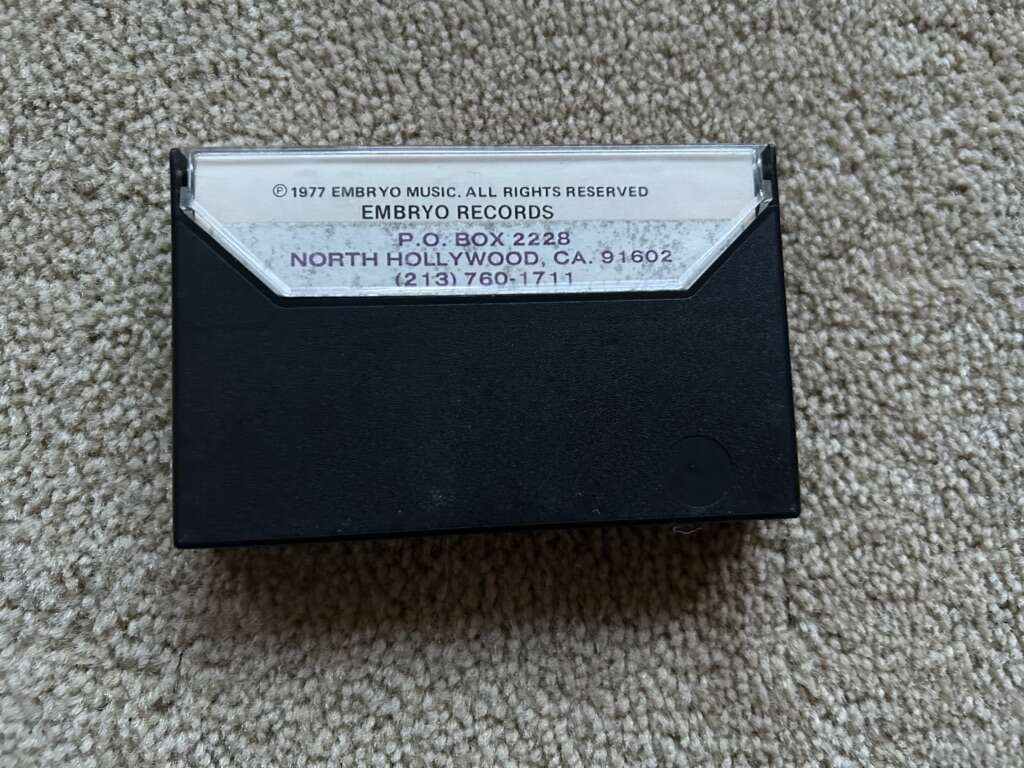 ℗ 1977 EMBRYO MUSIC. ALL RIGHTS RESERVED
EMBRYO RECORDS
P.O. BOX 2228
NORTH HOLLYWOOD, CA. 91602
(213) 760-1711